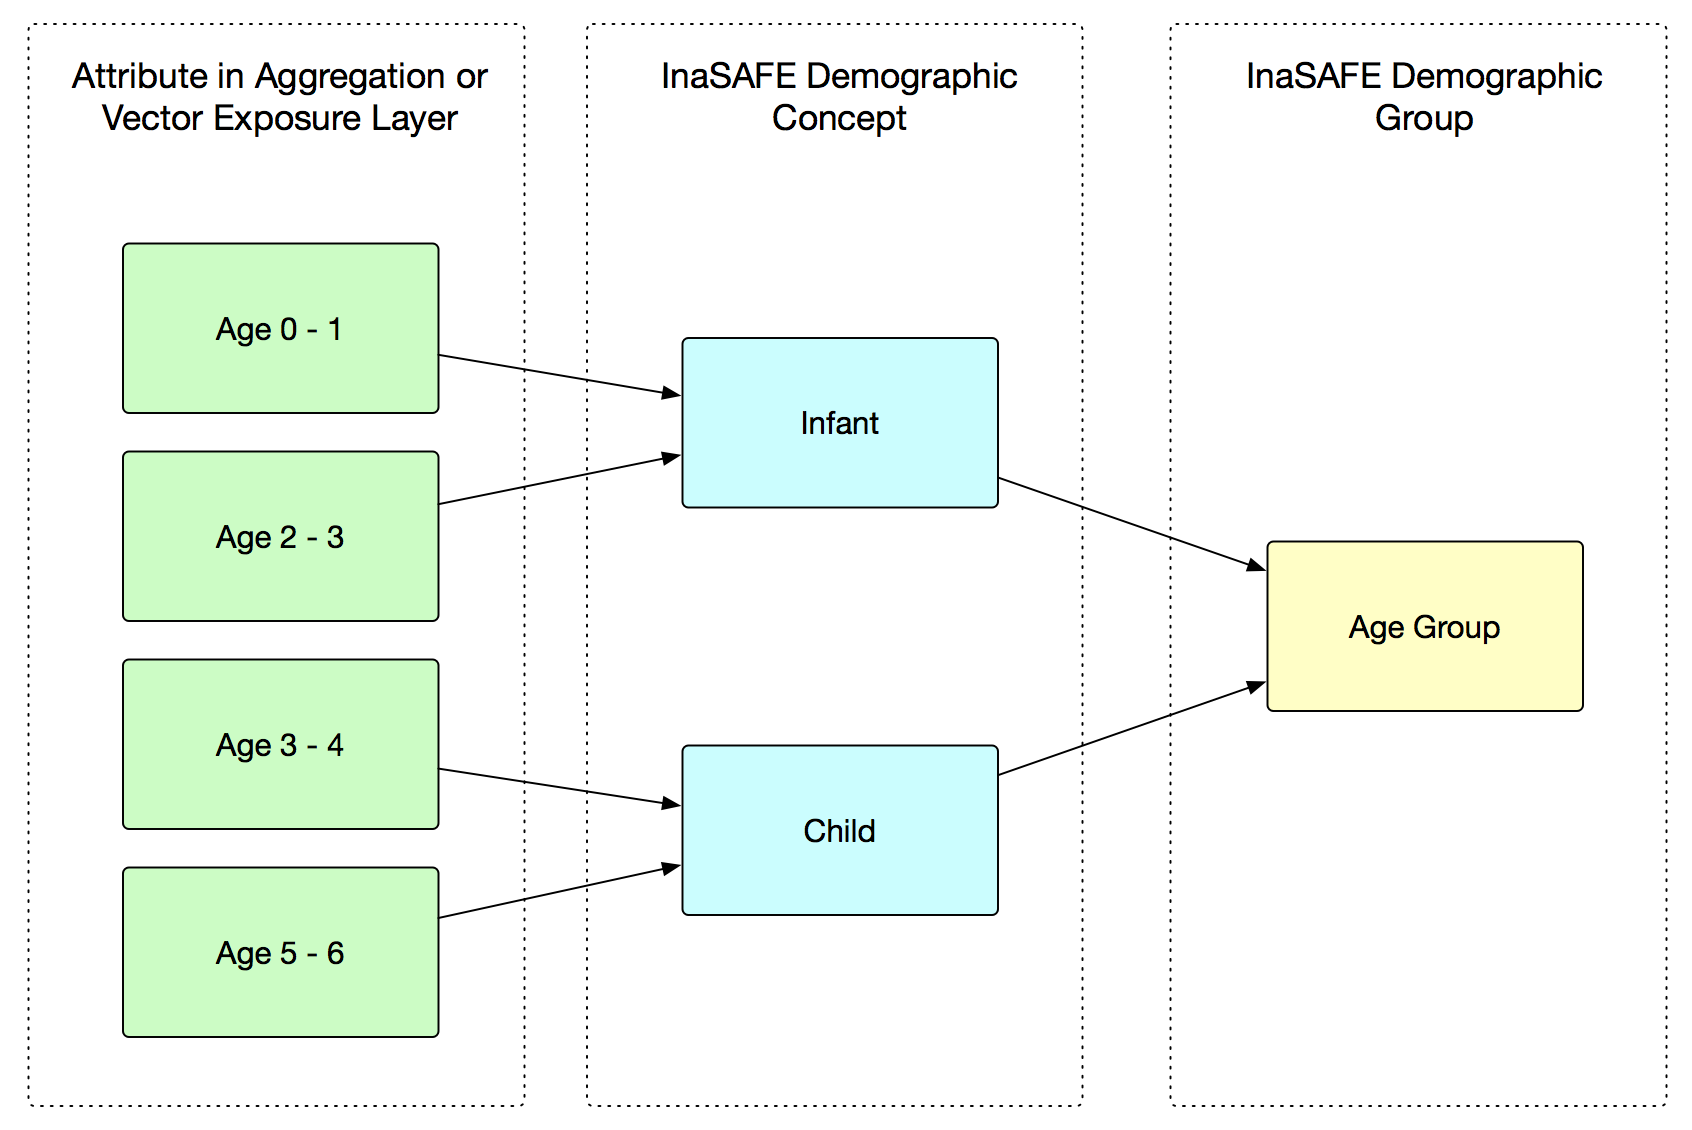 Attribute in Aggregation or
Vector Exposure Layer
Age 0 - 1
Age 2 - 3
Age 3 - 4
Age 5 - 6
InaSAFE Demographic
Concept
Infant
Child
InaSAFE Demographic
Group
Age Group